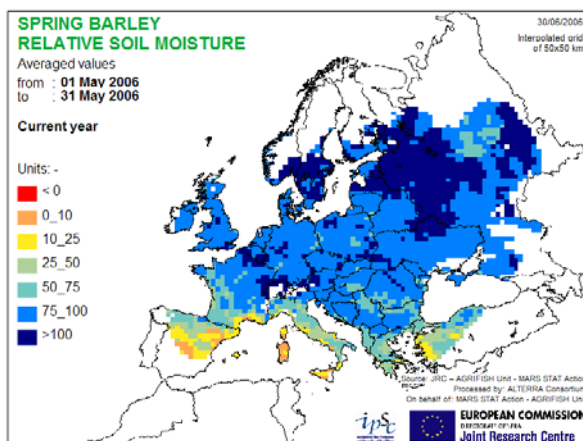 SPRING BARLEY
RELATIVE SOIL MOISTURE
Averaged values
from : 01 May 2006
to : 31 May 2006
Current year
Units: -
< 0
0_10
10_25
25_50
50_75
75_100
>100
30/06/2006
Interpolated grid
of 50x50 km
Source: JRC - AGRIFISH Unit - MARS STAT Action
Processed by: ALTERRA Consortium
On behalf of: MARS STAT Action - AGRIFISH Unit
ipsc
EUROPEAN COMMISSION
Joint Research Centre